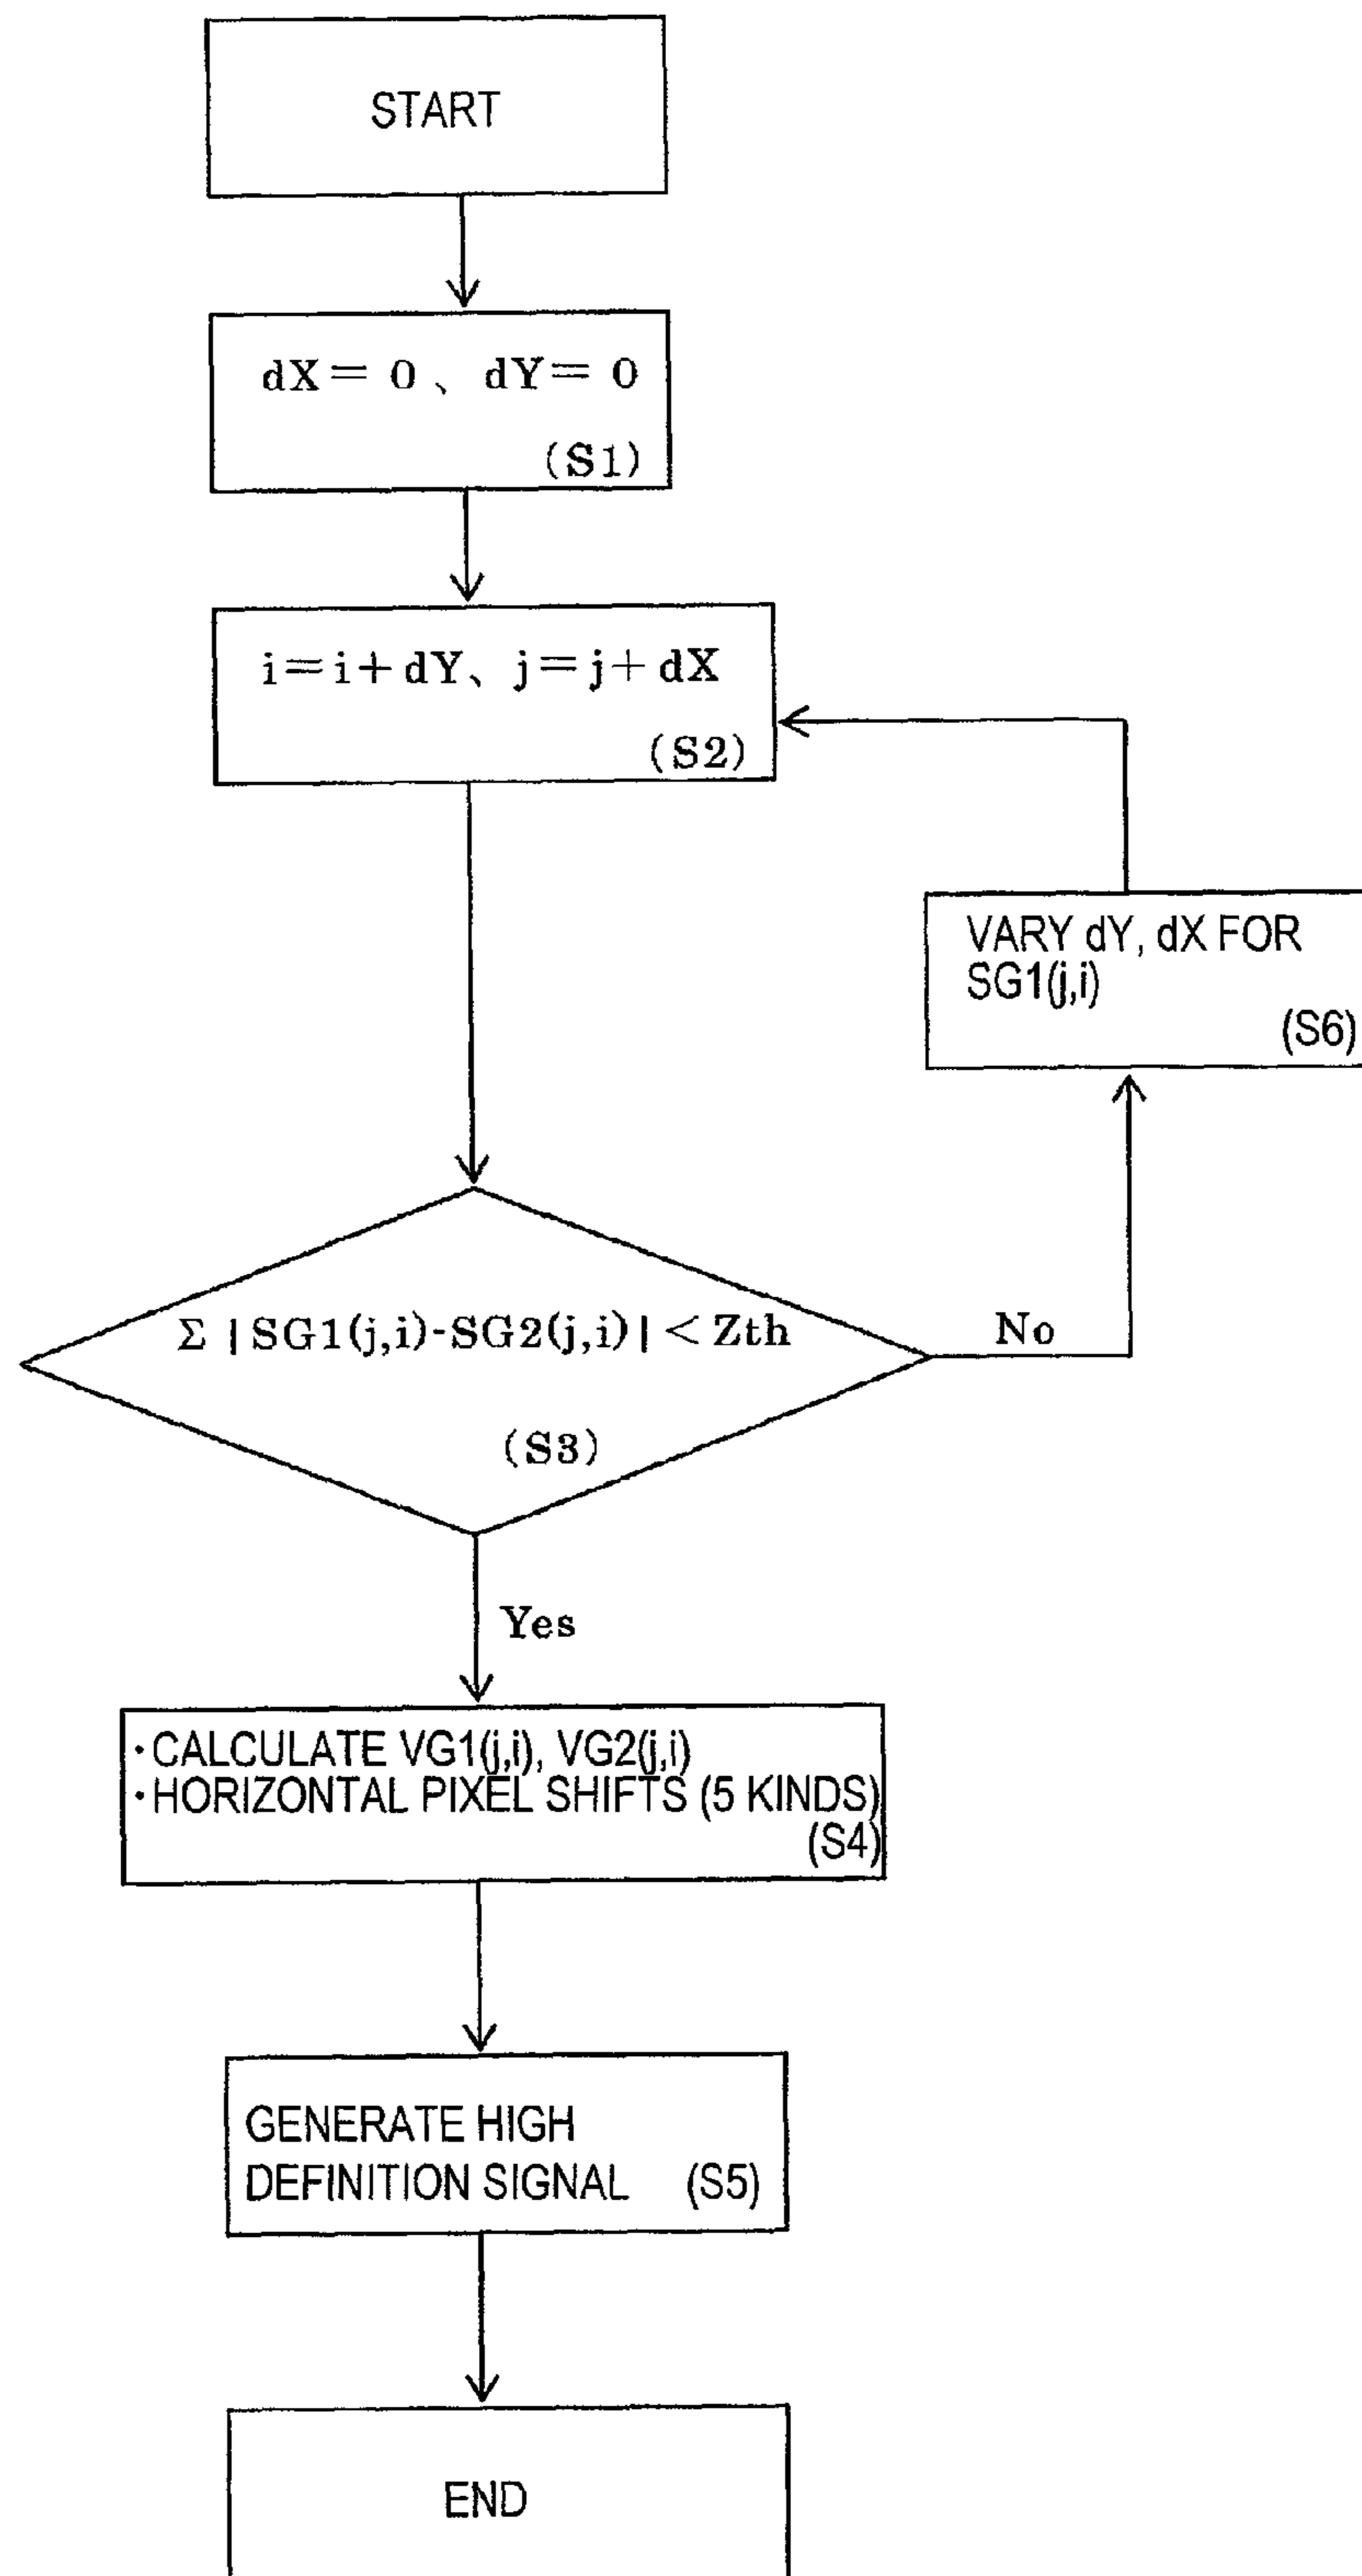 START
dX= 0 、 dY= 0
(S1)
i=i+dY、 j=j+dX
(S2)
VARY dY, dX FOR
SG1(j,i)
(S6)
Σ |SG1(j,i)-SG2(j,i)| < Zth
(S3)
No
Yes
・CALCULATE VG1(j,i), VG2(j,i)
・HORIZONTAL PIXEL SHIFTS (5 KINDS)
(S4)
GENERATE HIGH
DEFINITION SIGNAL (S5)
END